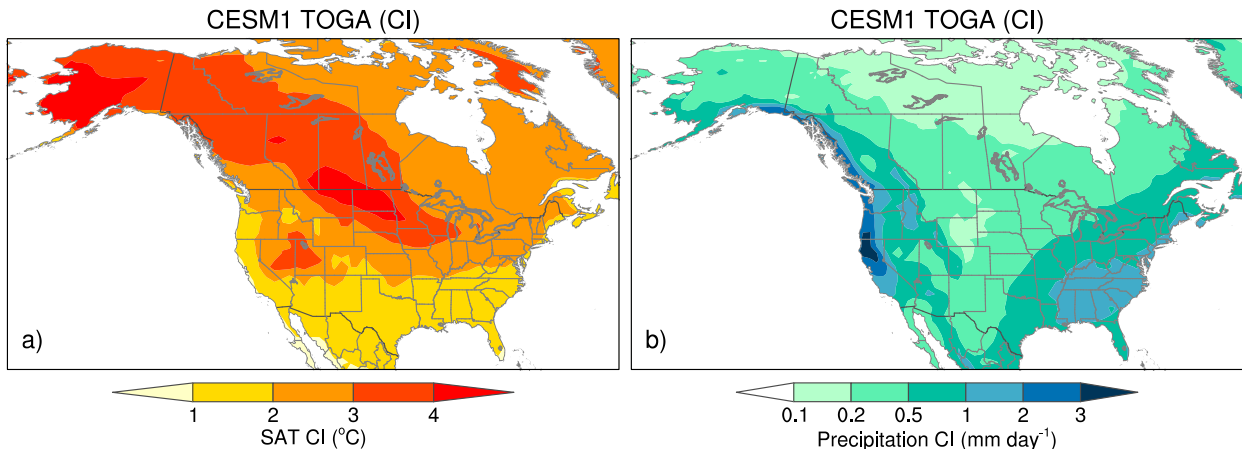 CESM1 TOGA (CI)
CESM1 TOGA (CI)
a)
b)
1 2 3 4
SAT CI (°C)
0.1 0.2 0.5 1 2 3
Precipitation CI (mm day⁻¹)